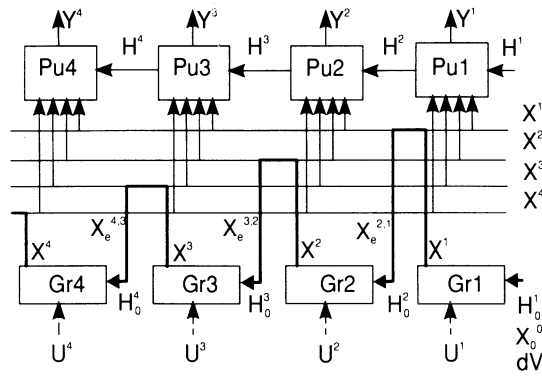 Y⁴ Y³ Y² Y¹
H⁴ H³ H² H¹
Pu4 Pu3 Pu2 Pu1
X¹
X²
X³
X⁴
Xₑ⁴,³ Xₑ³,² Xₑ²,¹
X⁴ X³ X² X¹
Gr4 Gr3 Gr2 Gr1
H₀⁴ H₀³ H₀² H₀¹
X₀⁰
U⁴ U³ U² U¹
dV